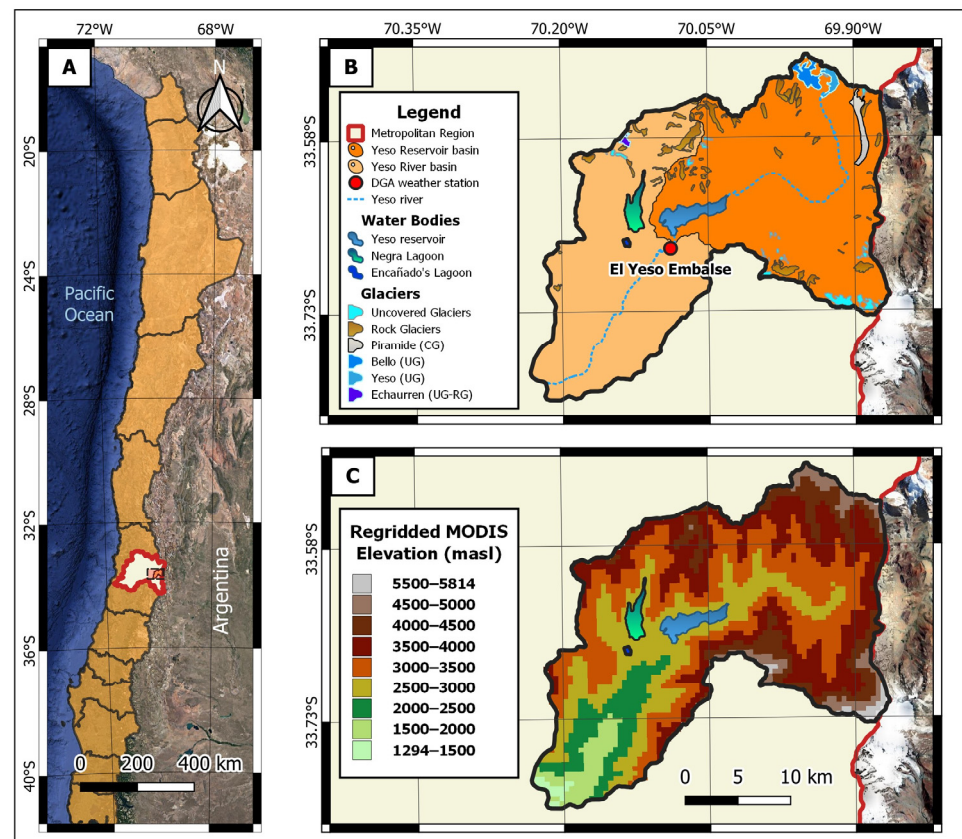 72°W
68°W
A
N
20°S
24°S
28°S
32°S
36°S
40°S
Pacific
Ocean
Argentina
0 200 400 km
70.35°W 70.20°W 70.05°W 69.90°W
B
33.58°S
33.73°S
Legend
Metropolitan Region
Yeso Reservoir basin
Yeso River basin
DGA weather station
Yeso river
Water Bodies
Yeso reservoir
Negra Lagoon
Encañado's Lagoon
Glaciers
Uncovered Glaciers
Rock Glaciers
Piramide (CG)
Bello (UG)
Yeso (UG)
Echaurren (UG-RG)
El Yeso Embalse
C
33.58°S
33.73°S
Regridded MODIS
Elevation (masl)
5500–5814
4500–5000
4000–4500
3500–4000
3000–3500
2500–3000
2000–2500
1500–2000
1294–1500
0 5 10 km